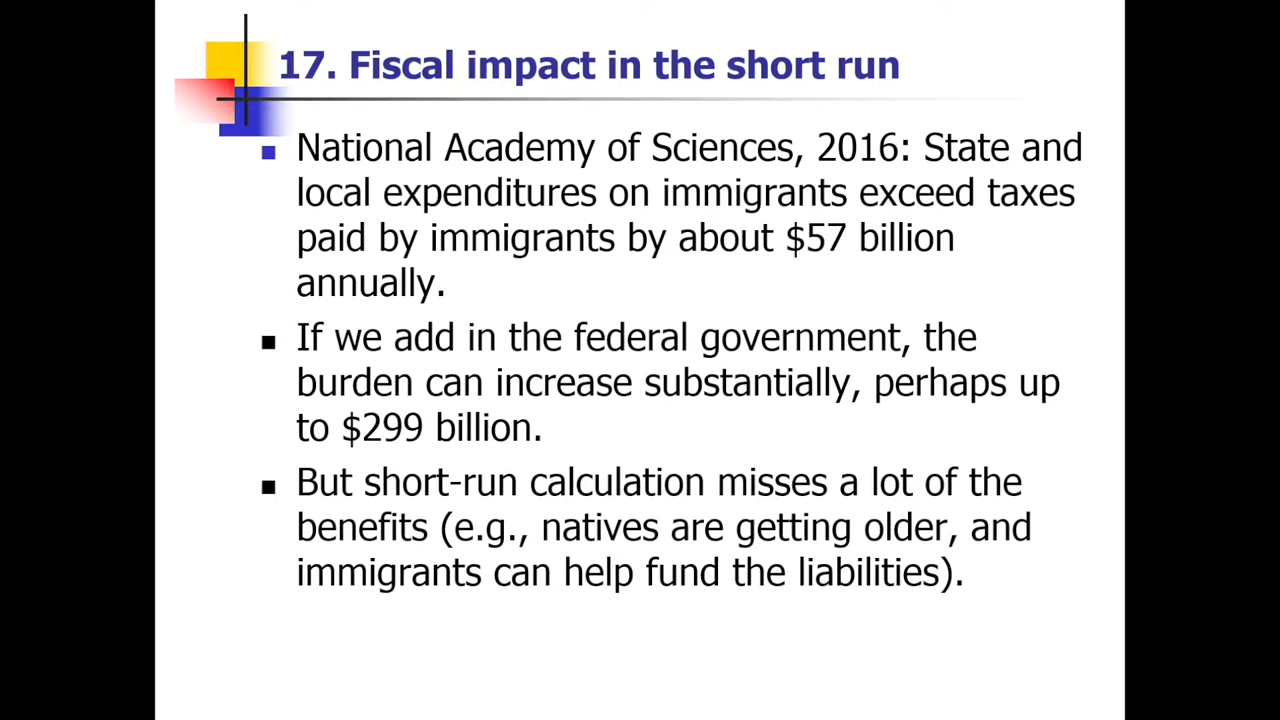 17. Fiscal impact in the short run
National Academy of Sciences, 2016: State and
local expenditures on immigrants exceed taxes
paid by immigrants by about $57 billion
annually.
If we add in the federal government, the
burden can increase substantially, perhaps up
to $299 billion.
But short-run calculation misses a lot of the
benefits (e.g., natives are getting older, and
immigrants can help fund the liabilities).